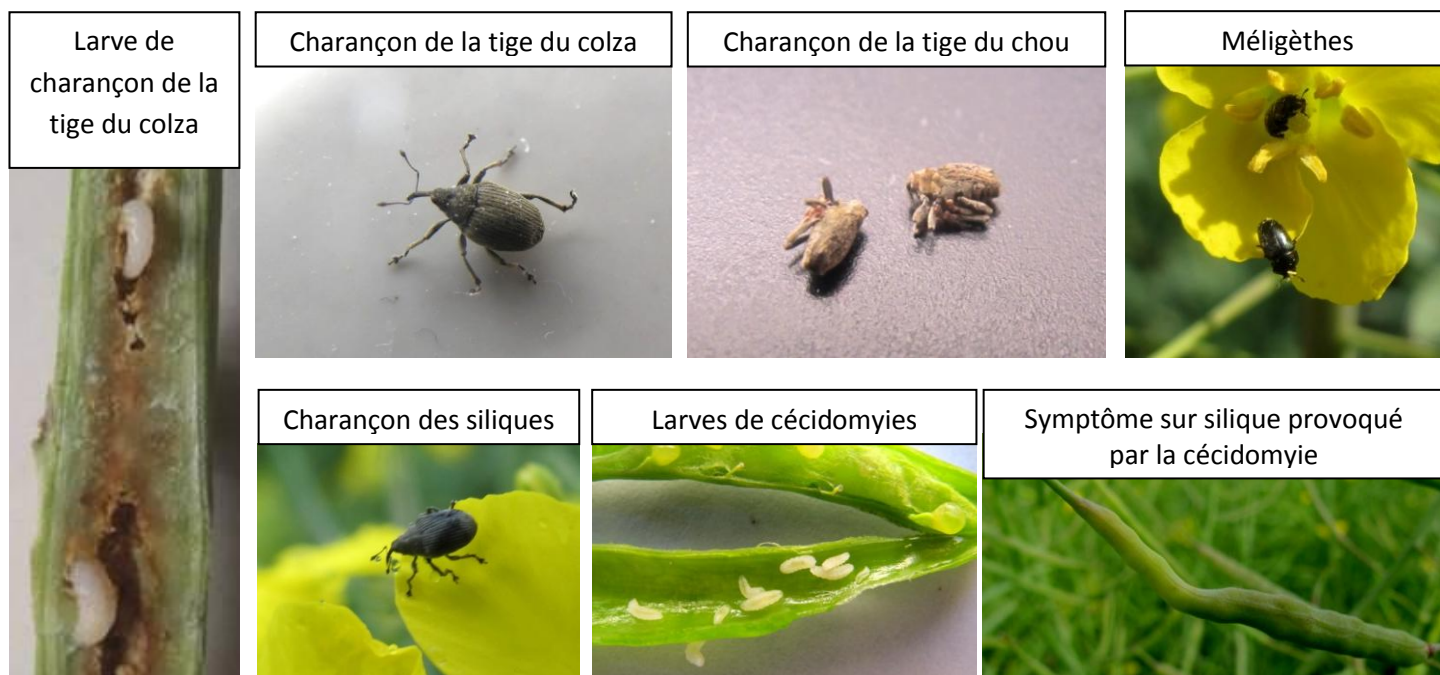 Larve de
charançon de la
tige du colza
Charançon de la tige du colza
Charançon de la tige du chou
Méligèthes
Charançon des siliques
Larves de cécidomyies
Symptôme sur silique provoqué
par la cécidomyie